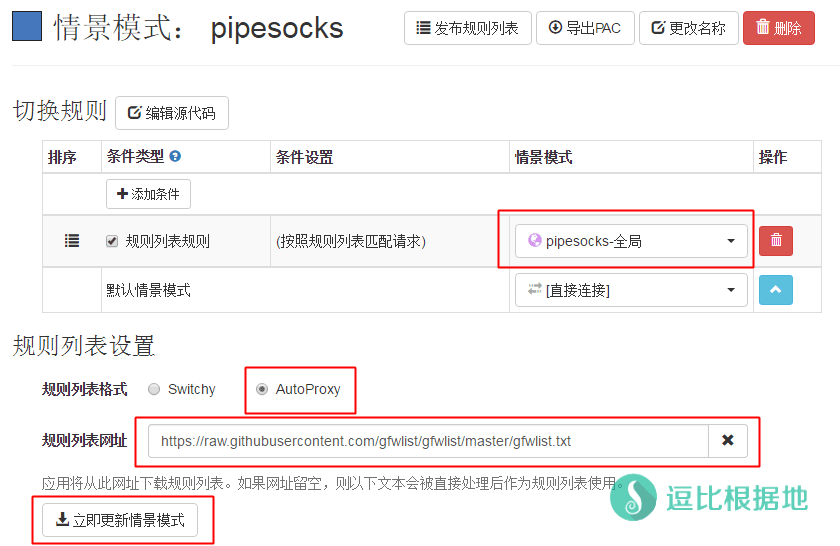 情景模式： pipesocks 发布规则列表 导出PAC 更改名称 删除
切换规则 编辑源代码
排序 条件类型 条件设置 情景模式 操作
添加条件
规则列表规则 (按照规则列表匹配请求) pipesocks-全局
默认情景模式 [直接连接]
规则列表设置
规则列表格式 Switchy AutoProxy
规则列表网址 https://raw.githubusercontent.com/gfwlist/gfwlist/master/gfwlist.txt
应用将从此网址下载规则列表。如果网址留空，则以下文本会被直接处理后作为规则列表使用。
立即更新情景模式
逗比根据地